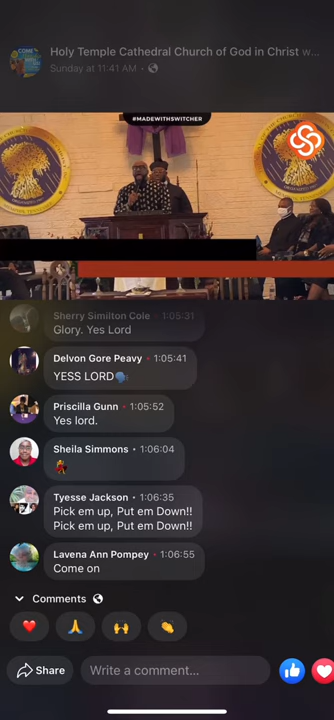 Holy Temple Cathedral Church of God in Christ w...
Sunday at 11:41 AM ·
#MADEWITHSWITCHER
Sherry Similton Cole • 1:05:31
Glory. Yes Lord
Delvon Gore Peavy • 1:05:41
YESS LORD🗣️
Priscilla Gunn • 1:05:52
Yes lord.
Sheila Simmons • 1:06:04
💃🏿
Tyesse Jackson • 1:06:35
Pick em up, Put em Down!!
Pick em up, Put em Down!!
Lavena Ann Pompey • 1:06:55
Come on
Comments
Share
Write a comment...